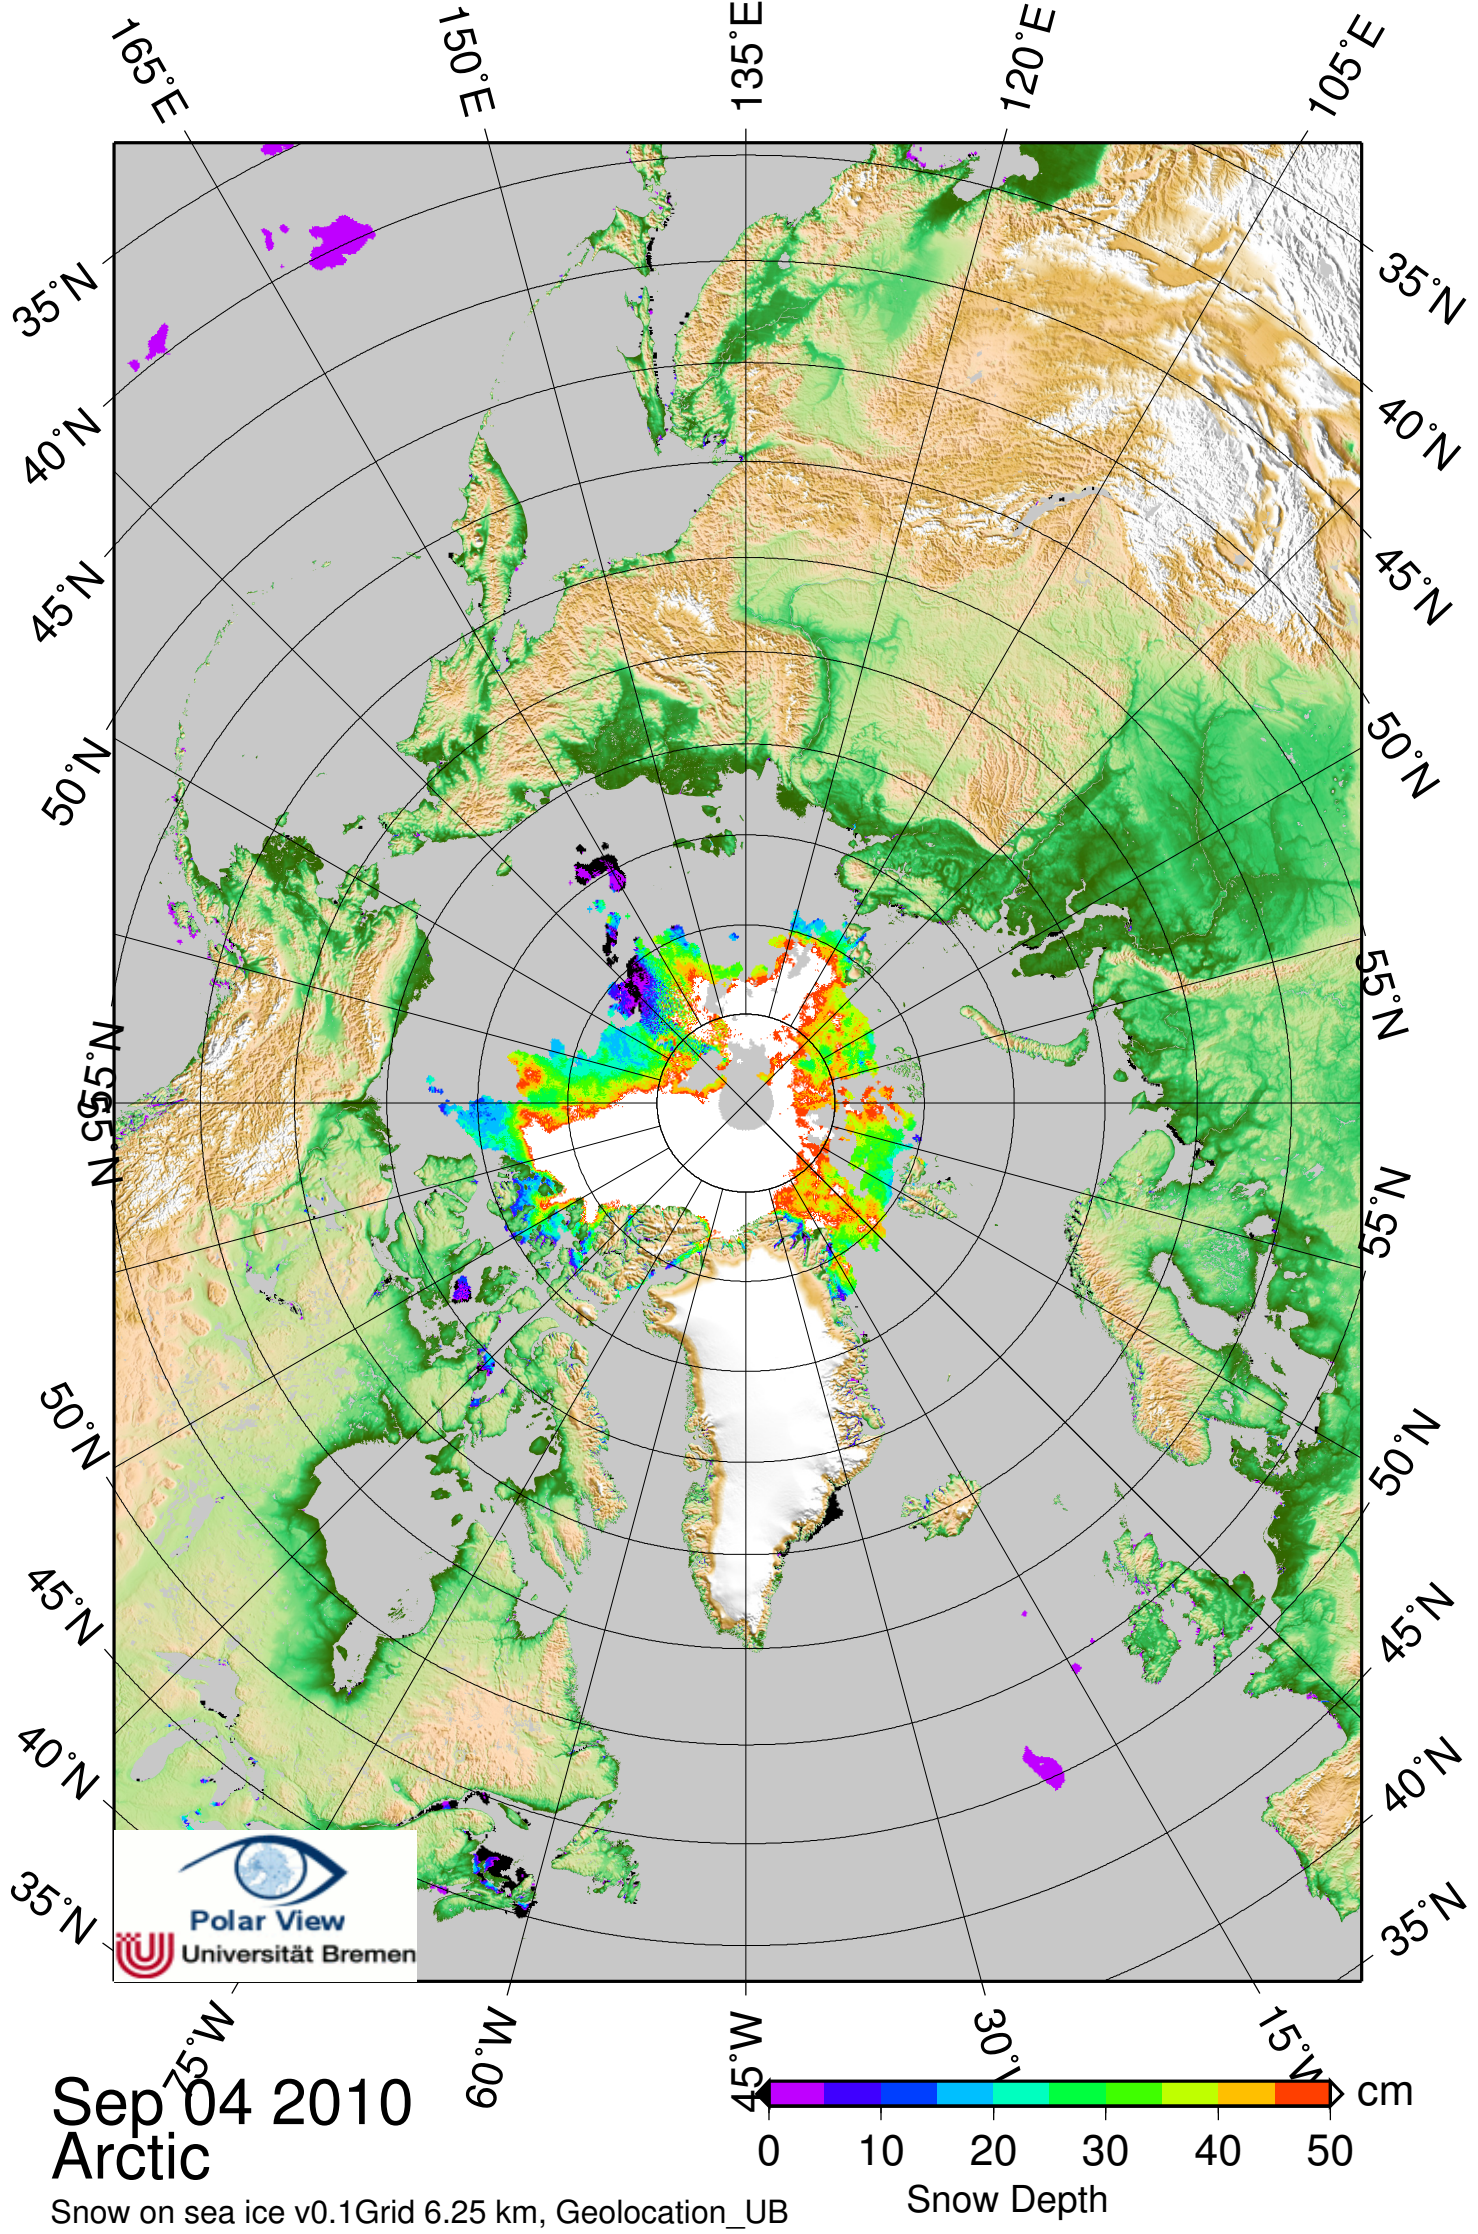 165°E 150°E 135°E 120°E 105°E
35°N 35°N
40°N 40°N
45°N 45°N
50°N 50°N
55°N 55°N
55°N 55°N
50°N 50°N
45°N 45°N
40°N 40°N
35°N 35°N
Polar View
Universität Bremen
75°W 60°W 45°W 30°W 15°W
Sep 04 2010
Arctic
cm
0 10 20 30 40 50
Snow Depth
Snow on sea ice v0.1Grid 6.25 km, Geolocation_UB